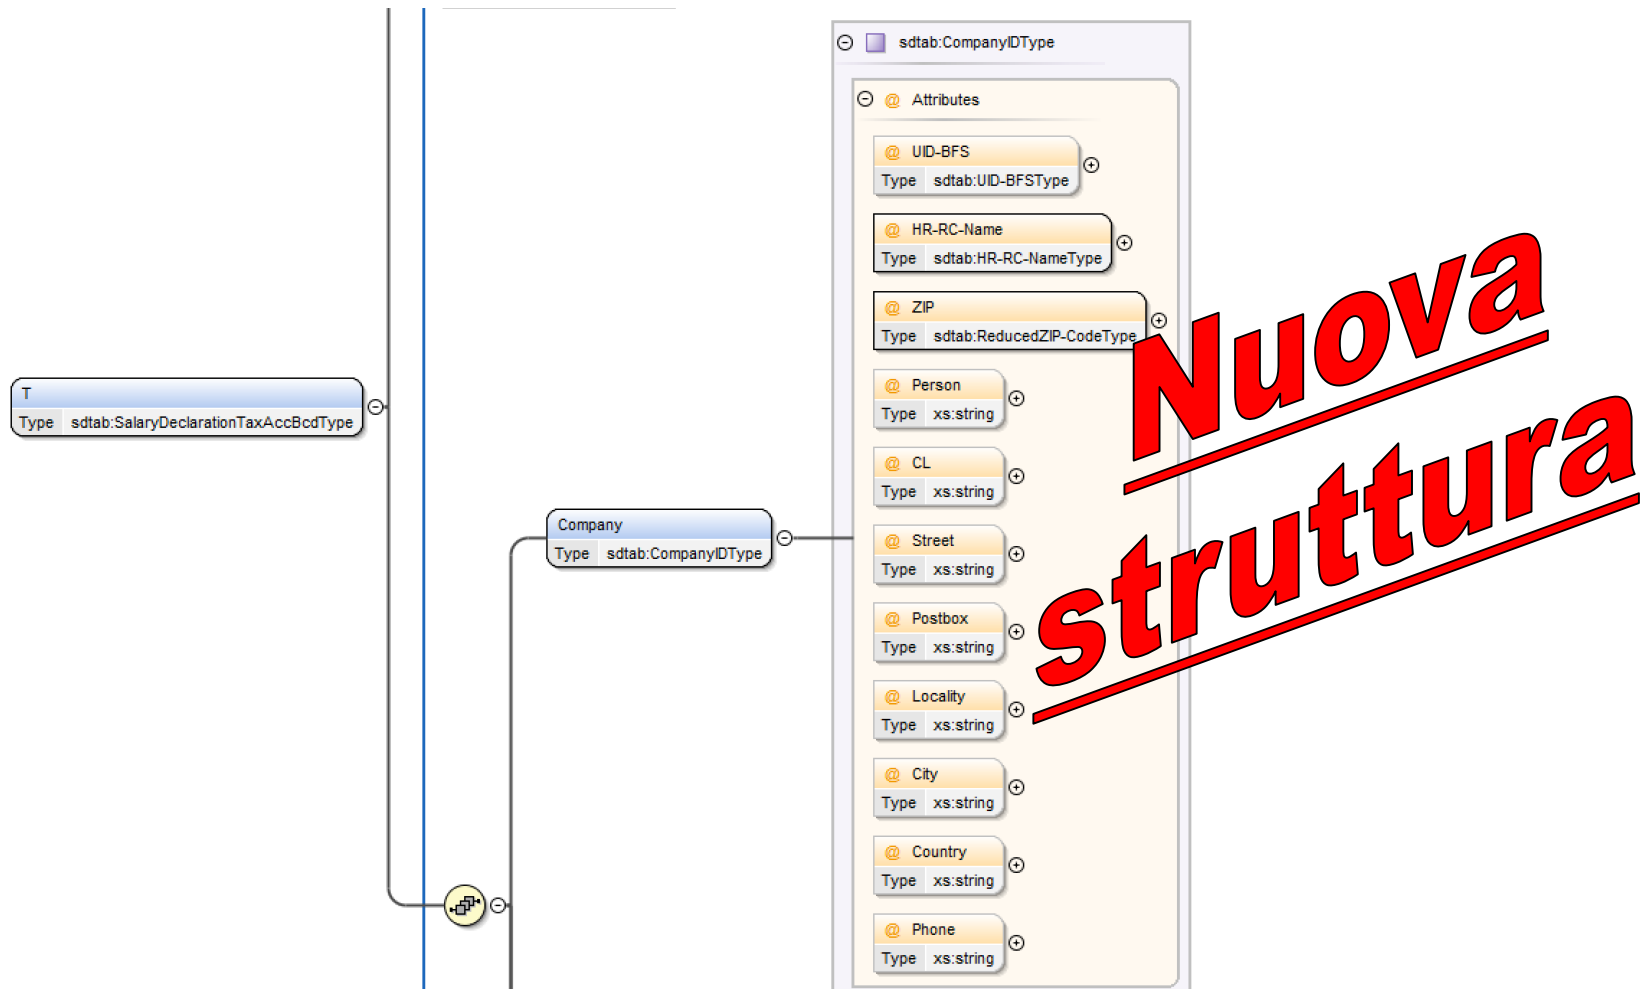 sdtab:CompanyIDType
@ Attributes
@ UID-BFS
Type sdtab:UID-BFSType
@ HR-RC-Name
Type sdtab:HR-RC-NameType
@ ZIP
Type sdtab:ReducedZIP-CodeType
@ Person
Type xs:string
@ CL
Type xs:string
@ Street
Type xs:string
@ Postbox
Type xs:string
@ Locality
Type xs:string
@ City
Type xs:string
@ Country
Type xs:string
@ Phone
Type xs:string
T
Type sdtab:SalaryDeclarationTaxAccBcdType
Company
Type sdtab:CompanyIDType
Nuova
struttura